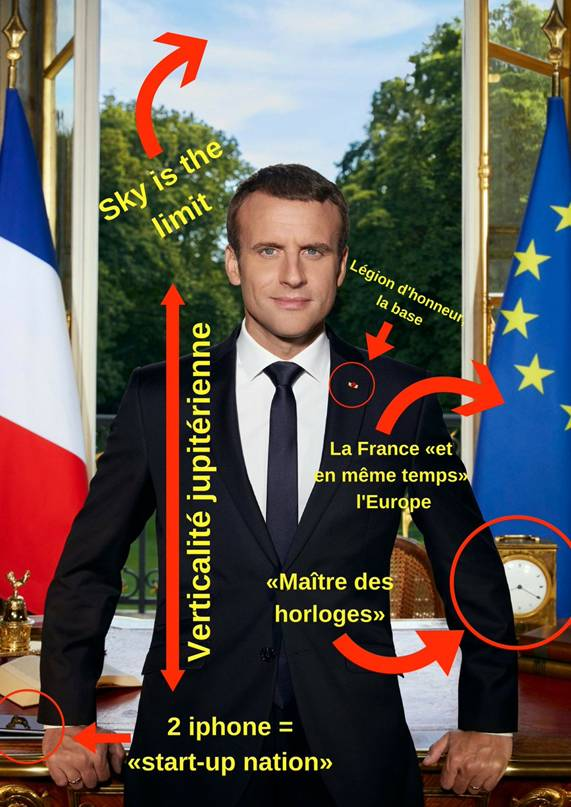 Sky is the
limit
Légion d'honneur,
la base
Verticalité jupitérienne
La France «et
en même temps»
l'Europe
«Maître des
horloges»
2 iphone =
«start-up nation»